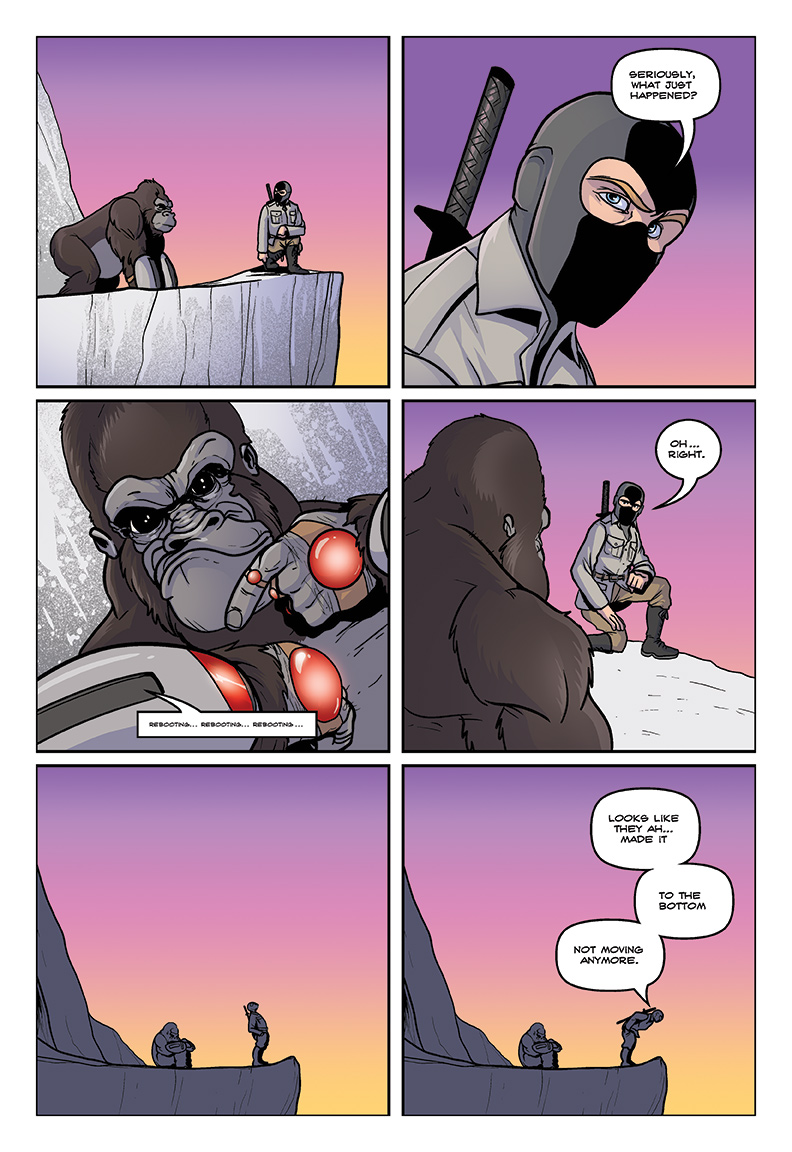 SERIOUSLY,
WHAT JUST
HAPPENED?
REBOOTING... REBOOTING... REBOOTING...
OH...
RIGHT.
LOOKS LIKE
THEY AH...
MADE IT
TO THE
BOTTOM
NOT MOVING
ANYMORE.